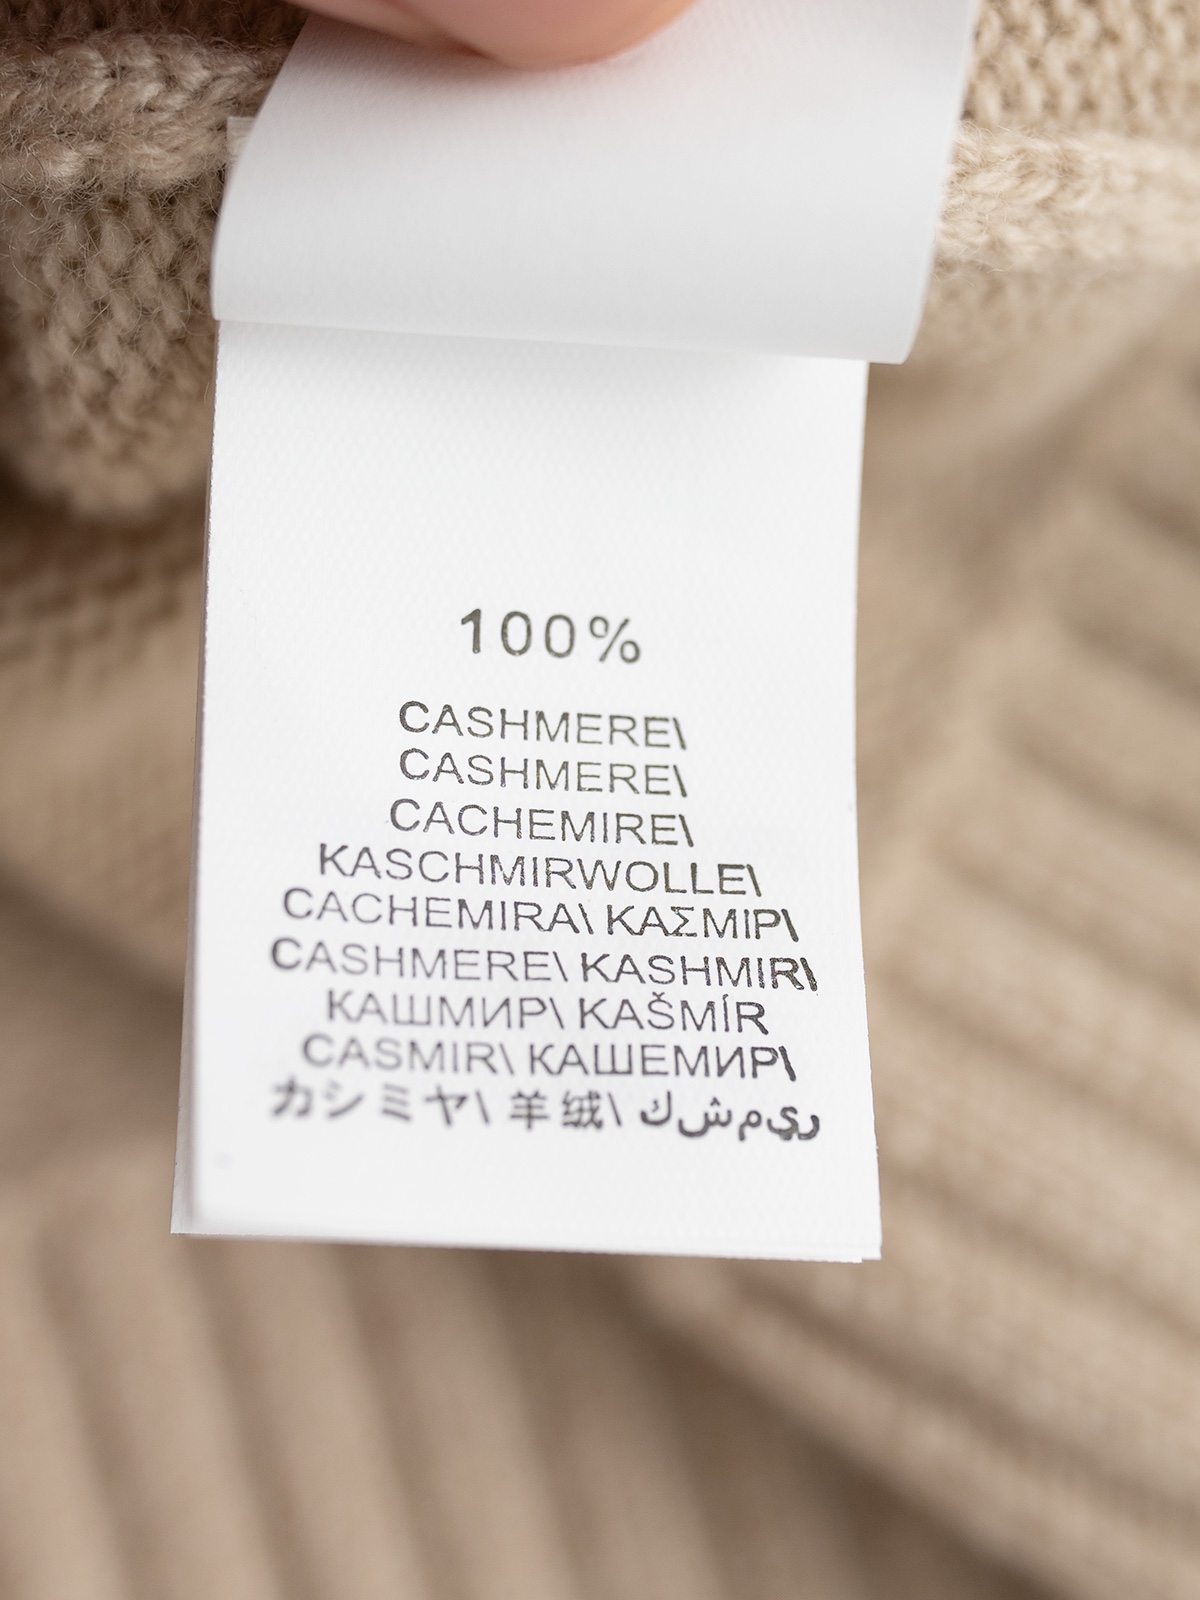 100%
CASHMERE\
CASHMERE\
CACHEMIRE\
KASCHMIRWOLLE\
CACHEMIRA\ ΚΑΣΜΙΡ\
CASHMERE\ KASHMIR\
КАШМИР\ KAŠMÍR
CASMIR\ КАШЕМИР\
カシミヤ\ 羊绒\ كشميري